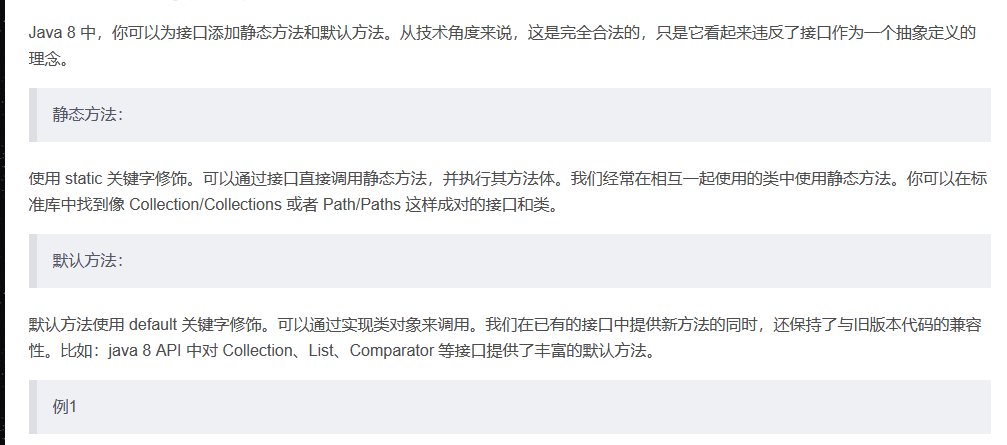 Java 8 中，你可以为接口添加静态方法和默认方法。从技术角度来说，这是完全合法的，只是它看起来违反了接口作为一个抽象定义的
理念。
静态方法：
使用 static 关键字修饰。可以通过接口直接调用静态方法，并执行其方法体。我们经常在相互一起使用的类中使用静态方法。你可以在标
准库中找到像 Collection/Collections 或者 Path/Paths 这样成对的接口和类。
默认方法：
默认方法使用 default 关键字修饰。可以通过实现类对象来调用。我们在已有的接口中提供新方法的同时，还保持了与旧版本代码的兼容
性。比如：java 8 API 中对 Collection、List、Comparator 等接口提供了丰富的默认方法。
例1